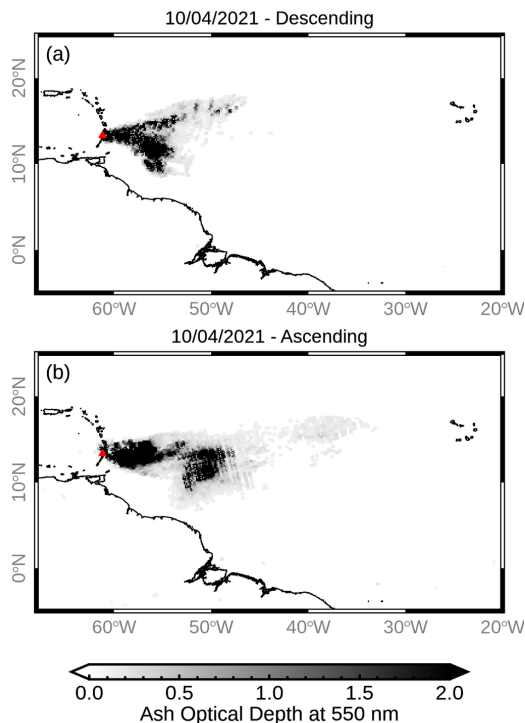 10/04/2021 - Descending
(a)
20°N
10°N
0°N
60°W 50°W 40°W 30°W 20°W
10/04/2021 - Ascending
(b)
20°N
10°N
0°N
60°W 50°W 40°W 30°W 20°W
0.0 0.5 1.0 1.5 2.0
Ash Optical Depth at 550 nm